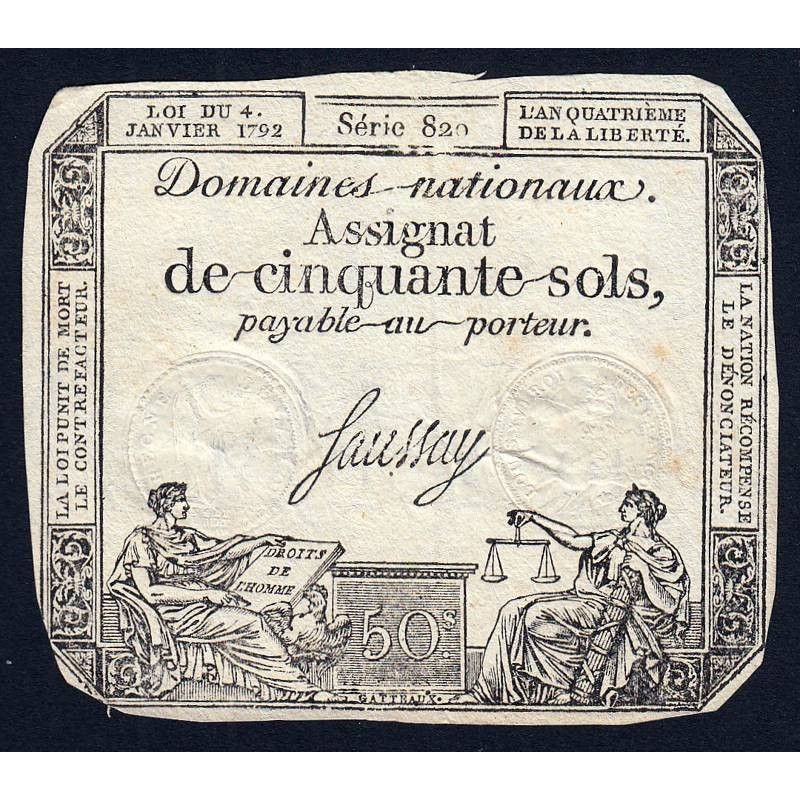 LOI DU 4.
JANVIER 1792
Série 820
L'AN QUATRIÈME
DE LA LIBERTÉ.
Domaines nationaux.
Assignat
de cinquante sols,
payable au porteur.
LA LOI PUNIT DE MORT
LE CONTREFACTEUR.
LA NATION RÉCOMPENSE
LE DÉNONCIATEUR.
Saussay
DROITS
DE
L'HOMME
50.s
GATTEAUX.